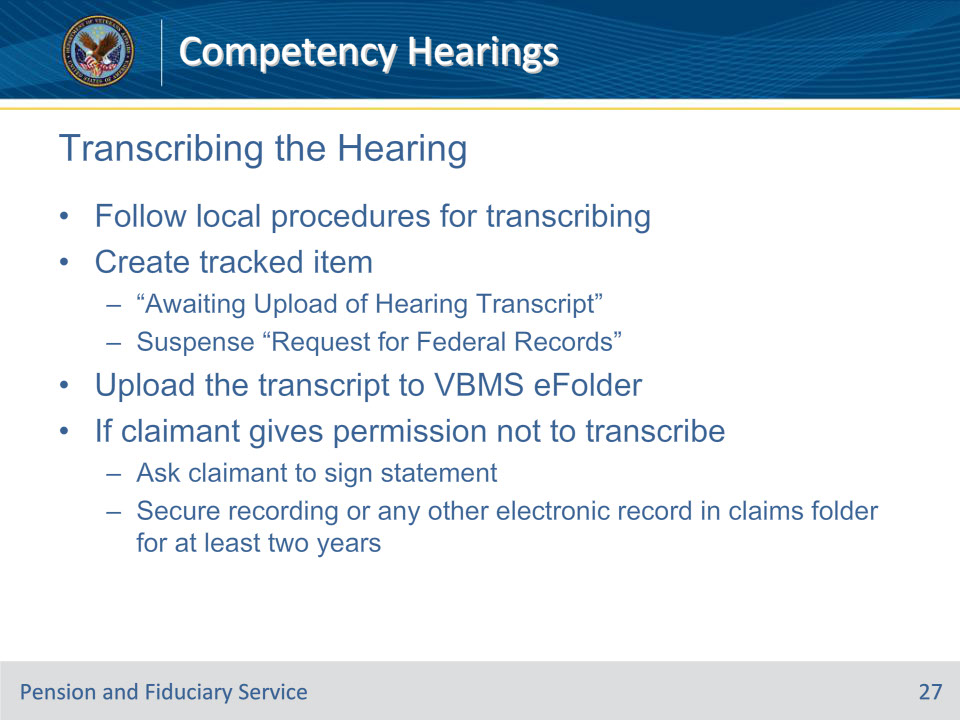 Competency Hearings
Transcribing the Hearing
• Follow local procedures for transcribing
• Create tracked item
– “Awaiting Upload of Hearing Transcript”
– Suspense “Request for Federal Records”
• Upload the transcript to VBMS eFolder
• If claimant gives permission not to transcribe
– Ask claimant to sign statement
– Secure recording or any other electronic record in claims folder
for at least two years
Pension and Fiduciary Service
27